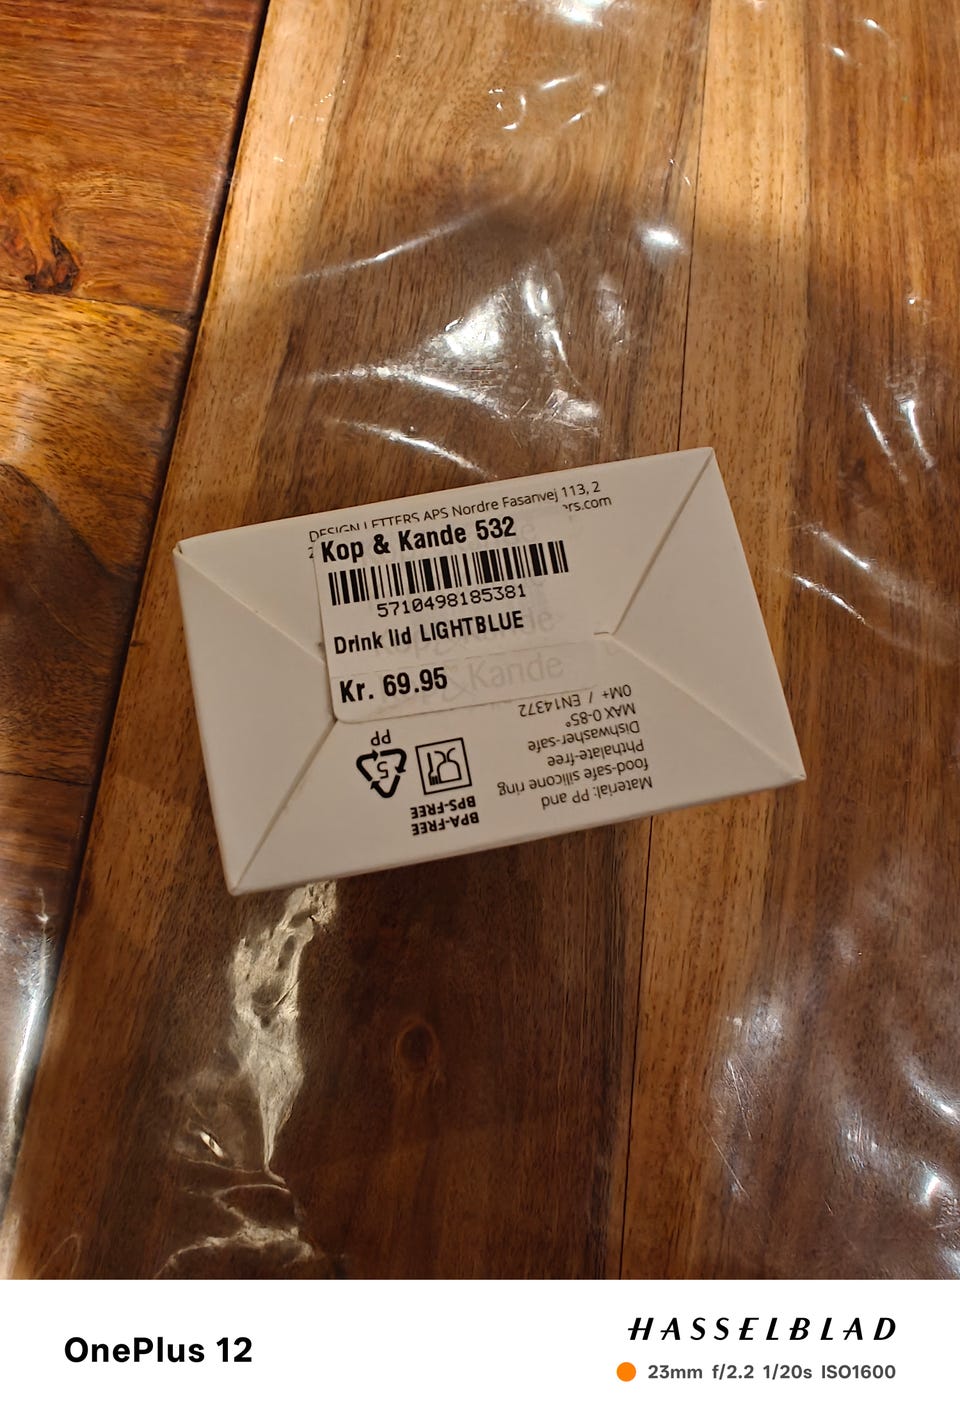 DESIGN LETTERS APS Nordre Fasanvej 113, 2
rs.com
Kop & Kande 532
5710498185381
Drink lid LIGHTBLUE
Kr. 69.95
Material: PP and
food-safe silicone ring
Phthalate-free
Dishwasher-safe
MAX 0-85°
0M+ / EN14372
BPA-FREE
BPS-FREE
5
PP
OnePlus 12
HASSELBLAD
23mm f/2.2 1/20s ISO1600